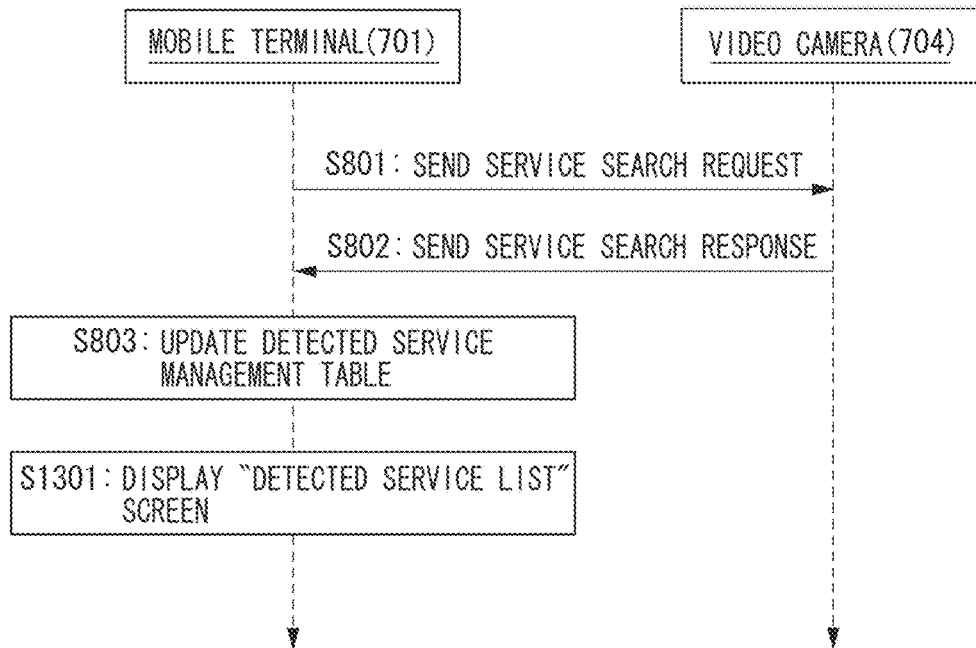 MOBILE TERMINAL(701)
VIDEO CAMERA(704)
S801: SEND SERVICE SEARCH REQUEST
S802: SEND SERVICE SEARCH RESPONSE
S803: UPDATE DETECTED SERVICE
MANAGEMENT TABLE
S1301: DISPLAY "DETECTED SERVICE LIST"
SCREEN